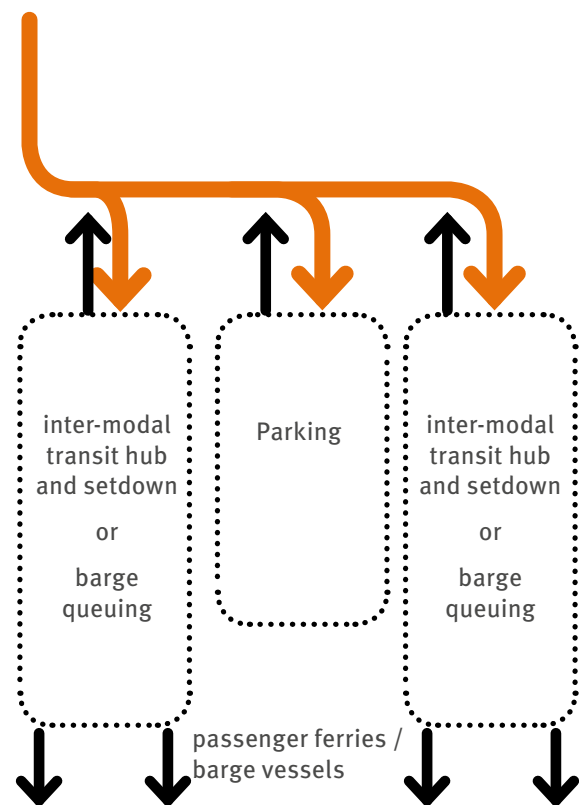 inter-modal
transit hub
and setdown
or
barge
queuing
Parking
inter-modal
transit hub
and setdown
or
barge
queuing
passenger ferries /
barge vessels